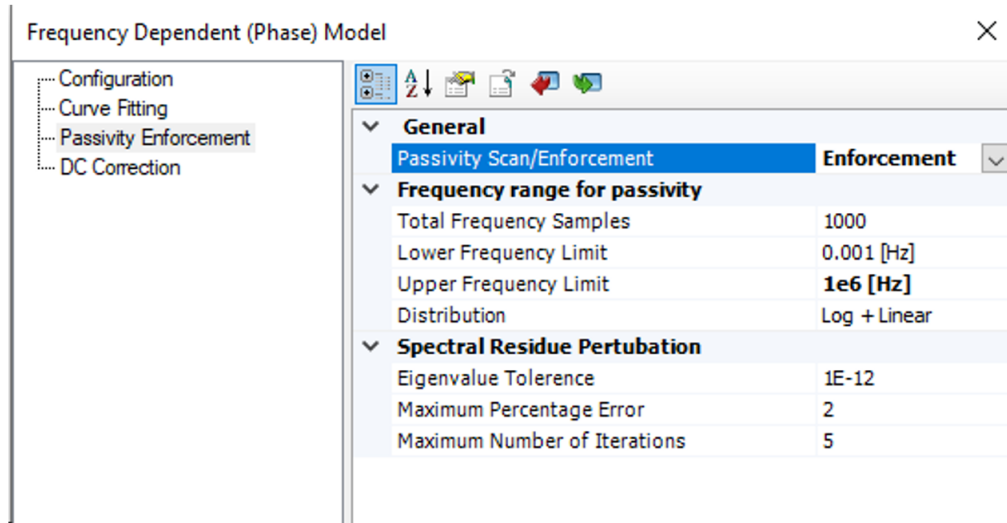 Frequency Dependent (Phase) Model
Configuration
Curve Fitting
Passivity Enforcement
DC Correction
General
Passivity Scan/Enforcement Enforcement
Frequency range for passivity
Total Frequency Samples 1000
Lower Frequency Limit 0.001 [Hz]
Upper Frequency Limit 1e6 [Hz]
Distribution Log + Linear
Spectral Residue Pertubation
Eigenvalue Tolerence 1E-12
Maximum Percentage Error 2
Maximum Number of Iterations 5